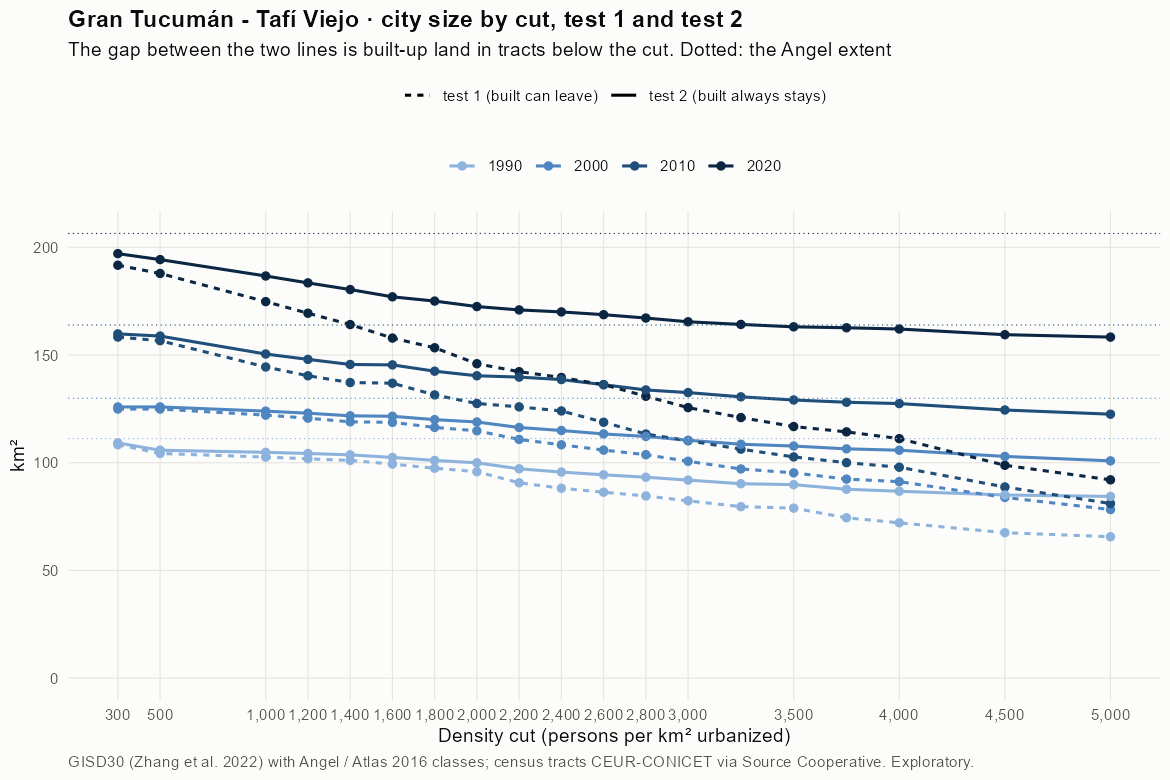 Gran Tucumán - Tafí Viejo · city size by cut, test 1 and test 2
The gap between the two lines is built-up land in tracts below the cut. Dotted: the Angel extent
test 1 (built can leave) test 2 (built always stays)
1990 2000 2010 2020
200
150
100
50
0
km²
300 500 1,000 1,200 1,400 1,600 1,800 2,000 2,200 2,400 2,600 2,800 3,000 3,500 4,000 4,500 5,000
Density cut (persons per km² urbanized)
GISD30 (Zhang et al. 2022) with Angel / Atlas 2016 classes; census tracts CEUR-CONICET via Source Cooperative. Exploratory.